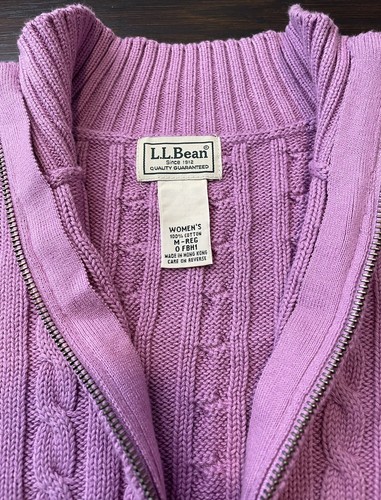 L.L.Bean®
Since 1912
QUALITY GUARANTEED
WOMEN'S
100% COTTON
M-REG
0 FBH1
MADE IN HONG KONG
CARE ON REVERSE